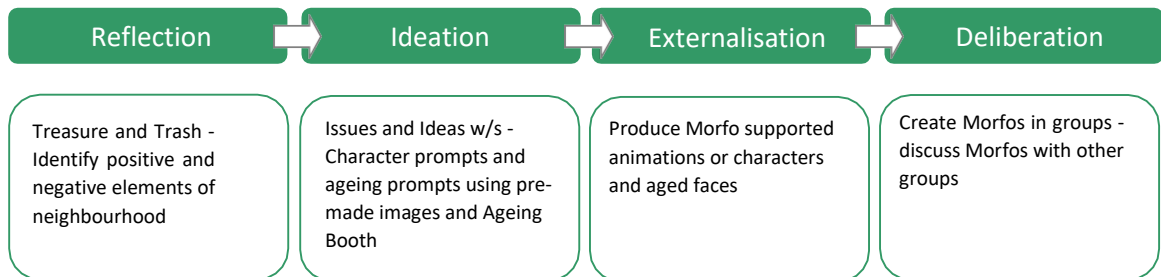 Reflection
Ideation
Externalisation
Deliberation
Treasure and Trash -
Identify positive and
negative elements of
neighbourhood
Issues and Ideas w/s -
Character prompts and
ageing prompts using pre-
made images and Ageing
Booth
Produce Morfo supported
animations or characters
and aged faces
Create Morfos in groups -
discuss Morfos with other
groups